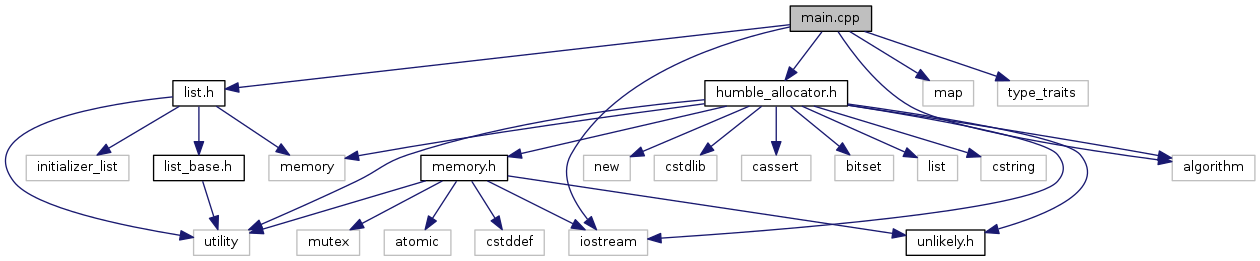 main.cpp
list.h
humble_allocator.h
map
type_traits
initializer_list
list_base.h
memory
memory.h
new
cstdlib
cassert
bitset
list
cstring
algorithm
utility
mutex
atomic
cstddef
iostream
unlikely.h